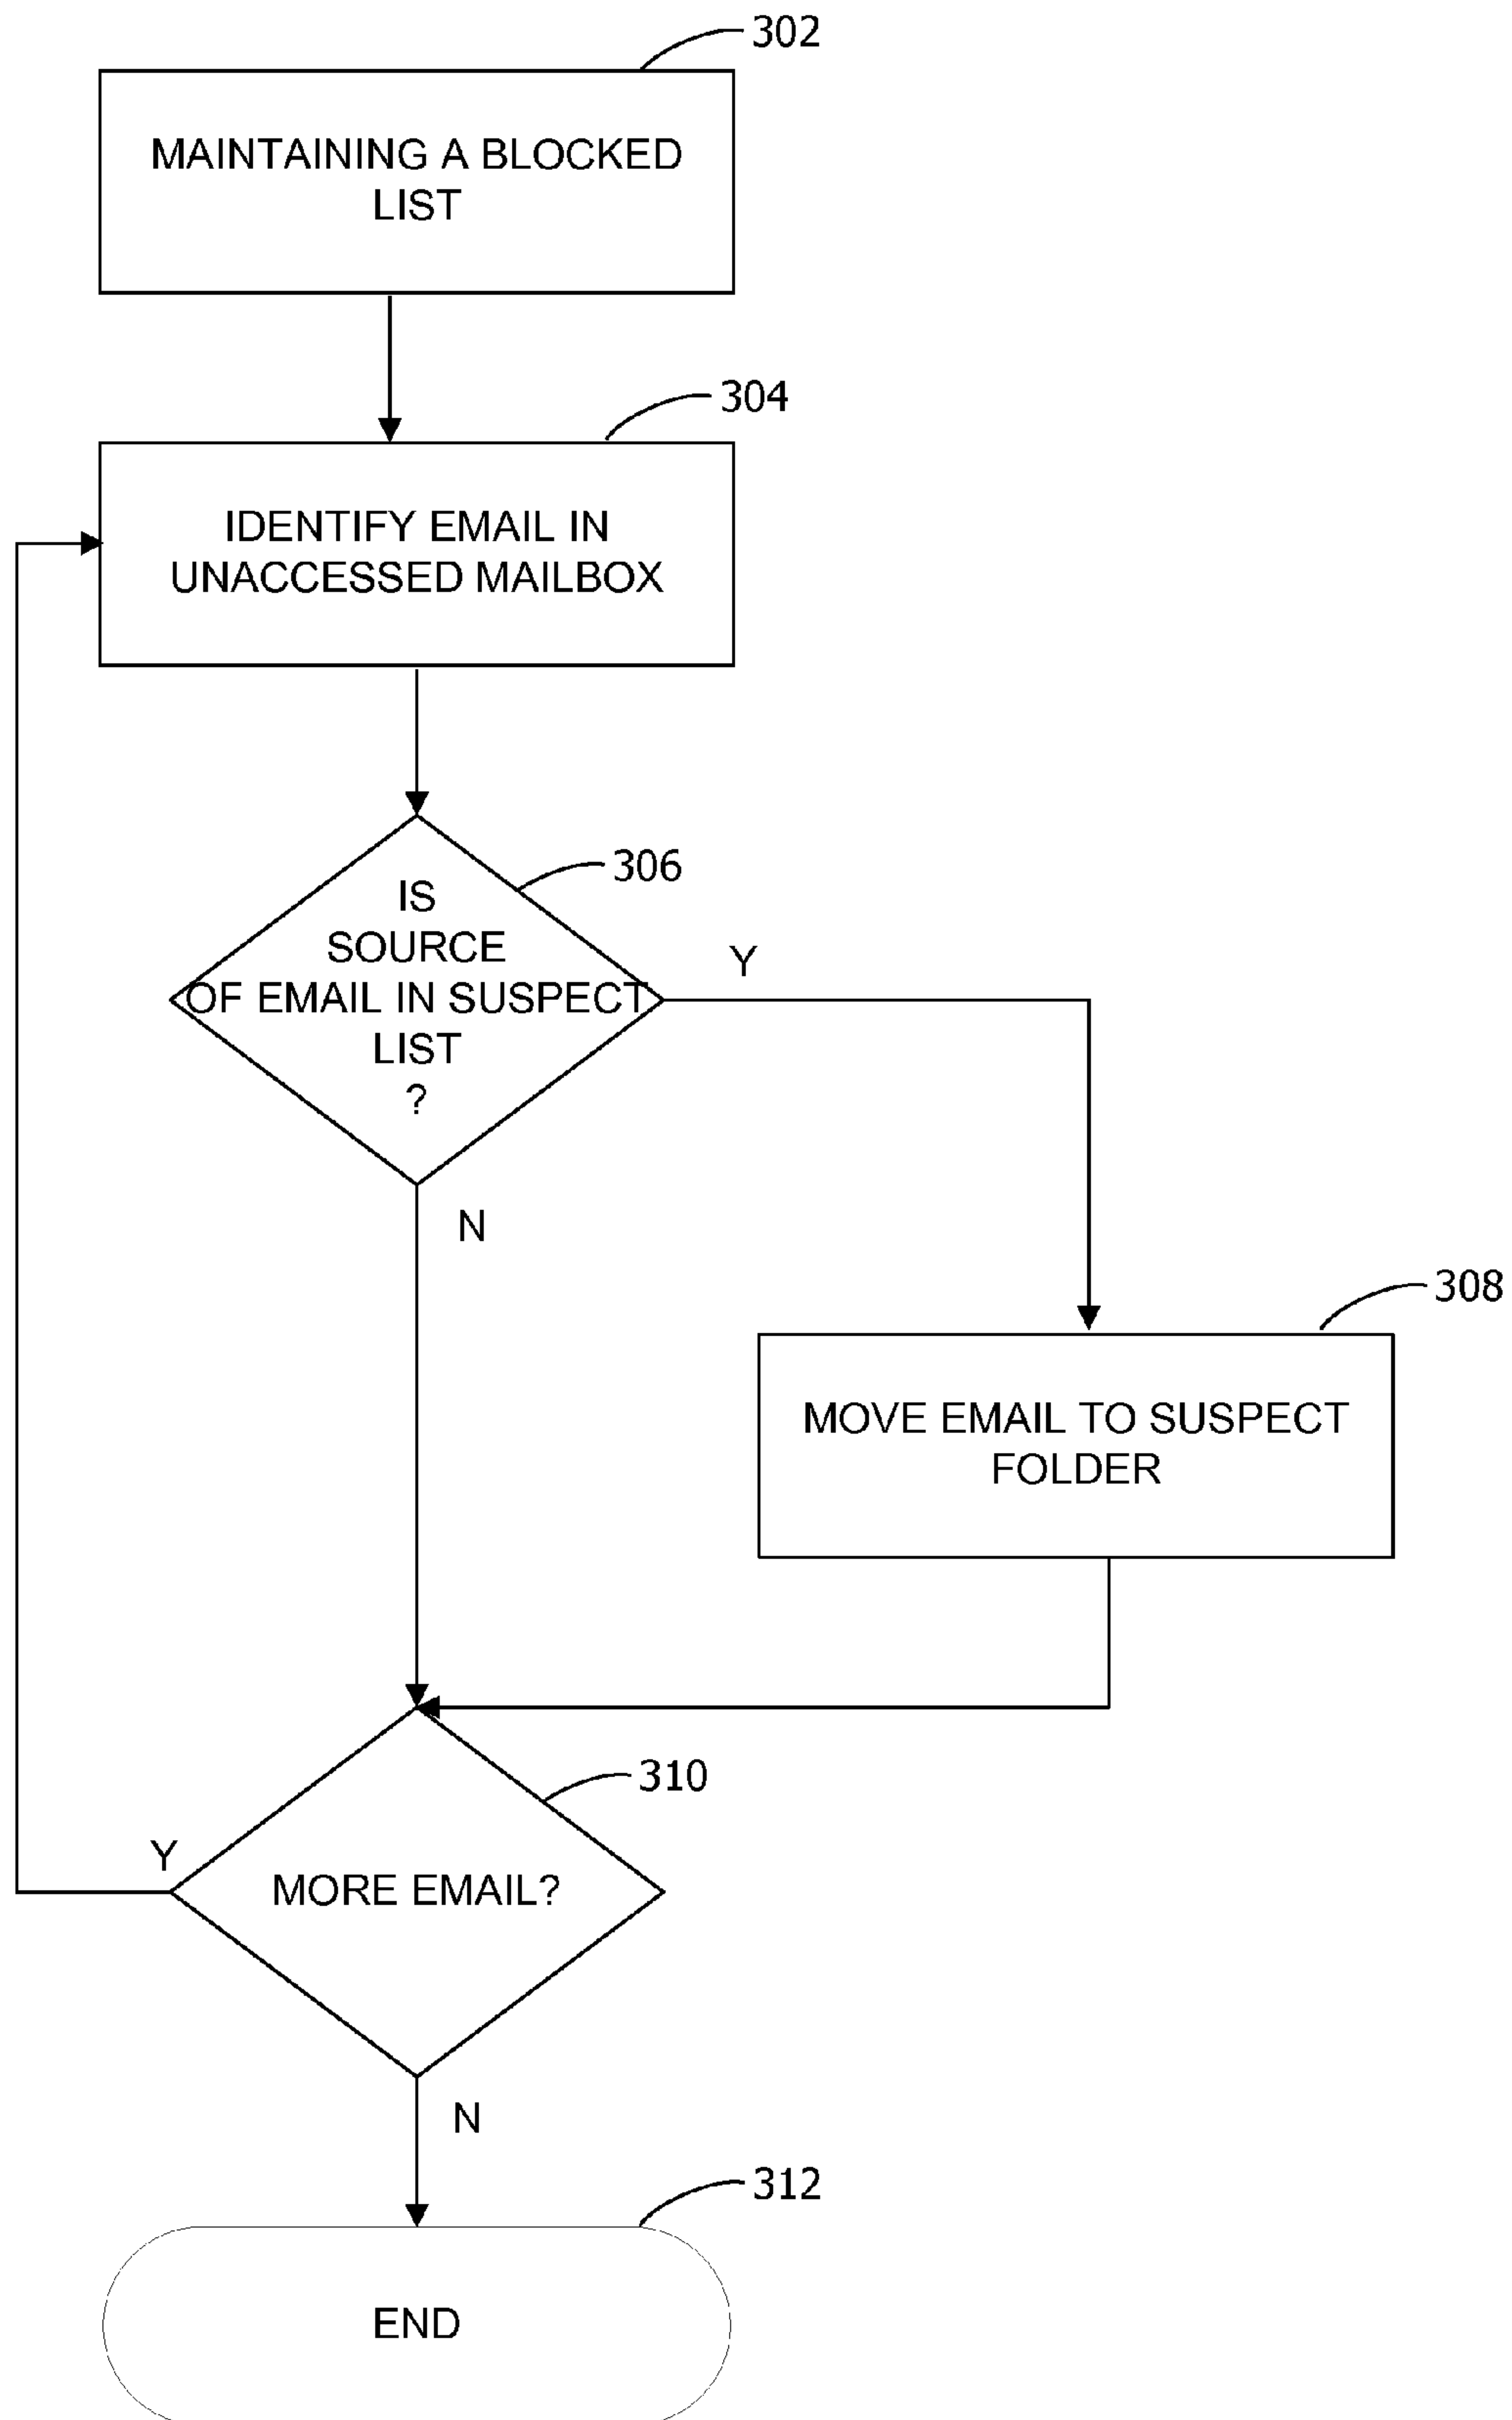 302
MAINTAINING A BLOCKED
LIST
304
IDENTIFY EMAIL IN
UNACCESSED MAILBOX
306
IS
SOURCE
OF EMAIL IN SUSPECT
LIST
?
Y
N
308
MOVE EMAIL TO SUSPECT
FOLDER
310
Y
MORE EMAIL?
N
312
END